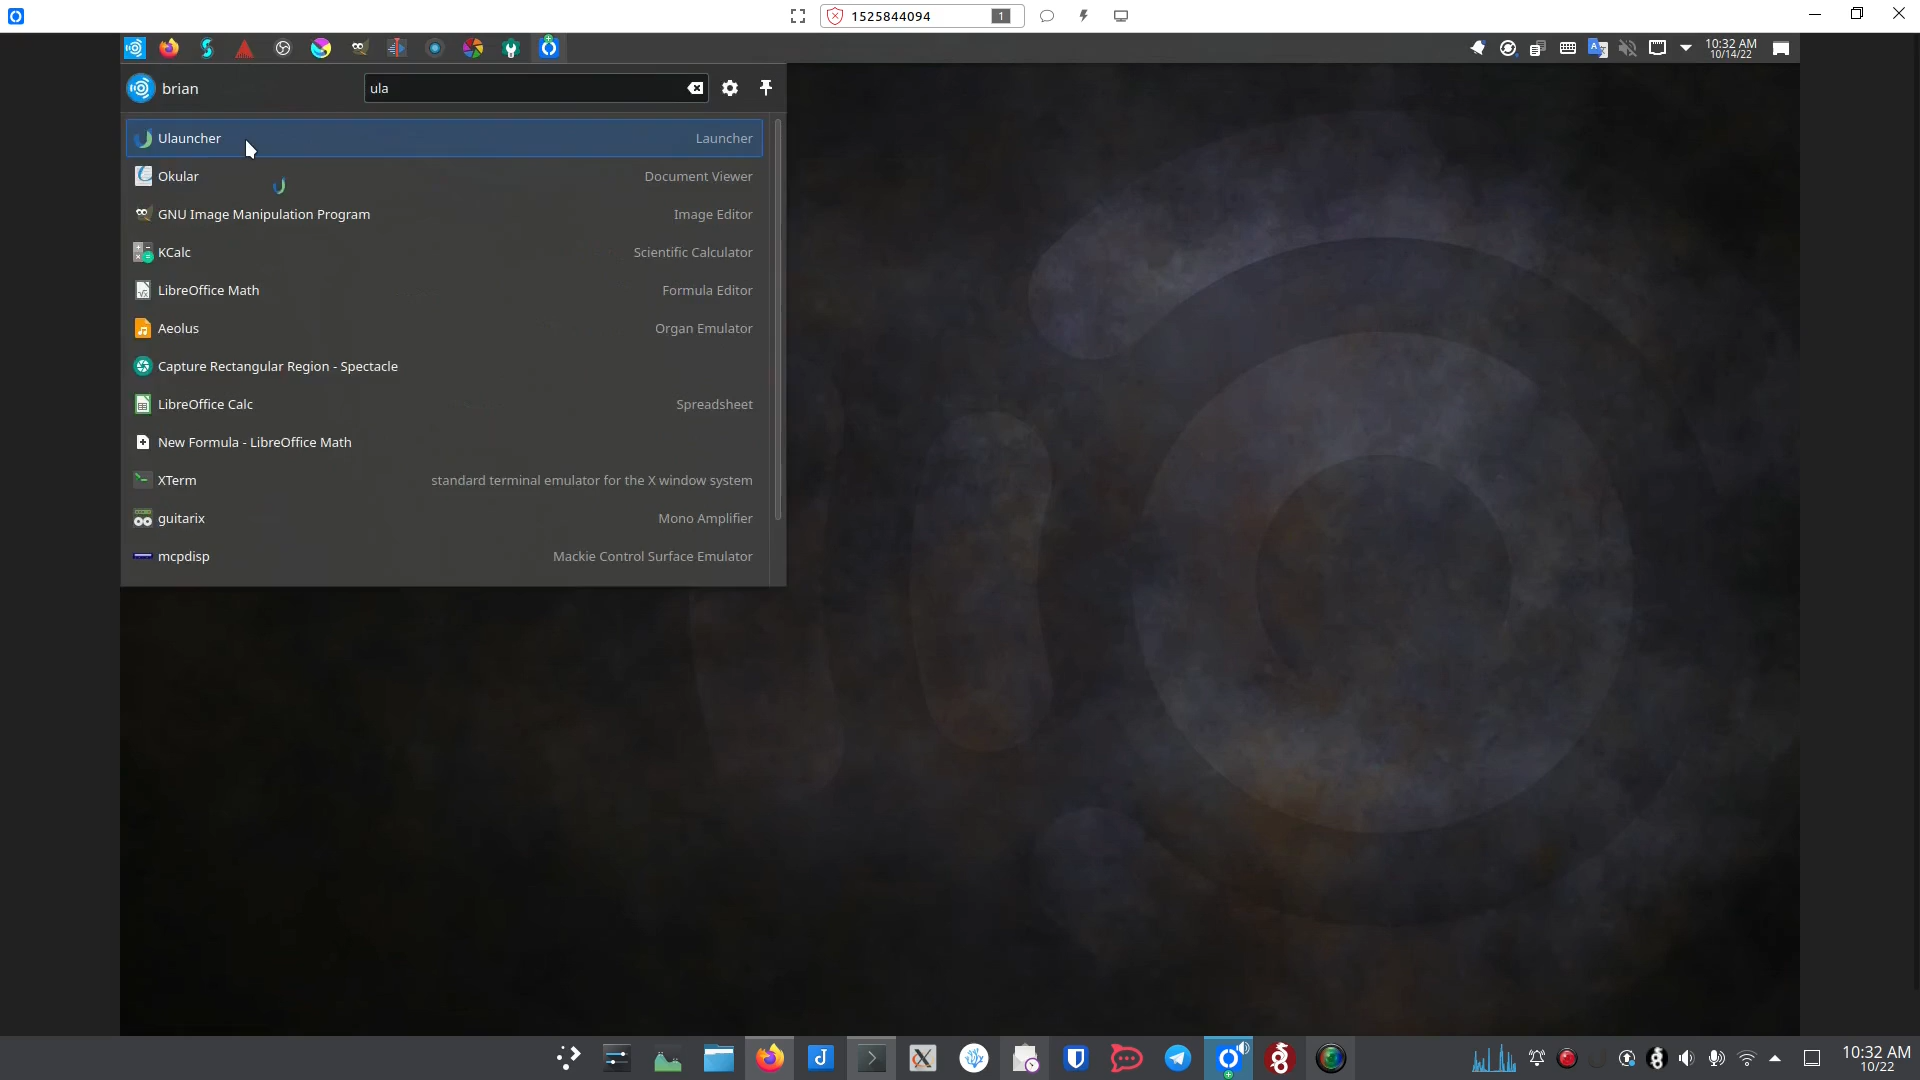 1525844094
1
10:32 AM
10/14/22
brian
ula
Ulauncher Launcher
Okular Document Viewer
GNU Image Manipulation Program Image Editor
KCalc Scientific Calculator
LibreOffice Math Formula Editor
Aeolus Organ Emulator
Capture Rectangular Region - Spectacle
LibreOffice Calc Spreadsheet
New Formula - LibreOffice Math
XTerm standard terminal emulator for the X window system
guitarix Mono Amplifier
mcpdisp Mackie Control Surface Emulator
10:32 AM
10/22